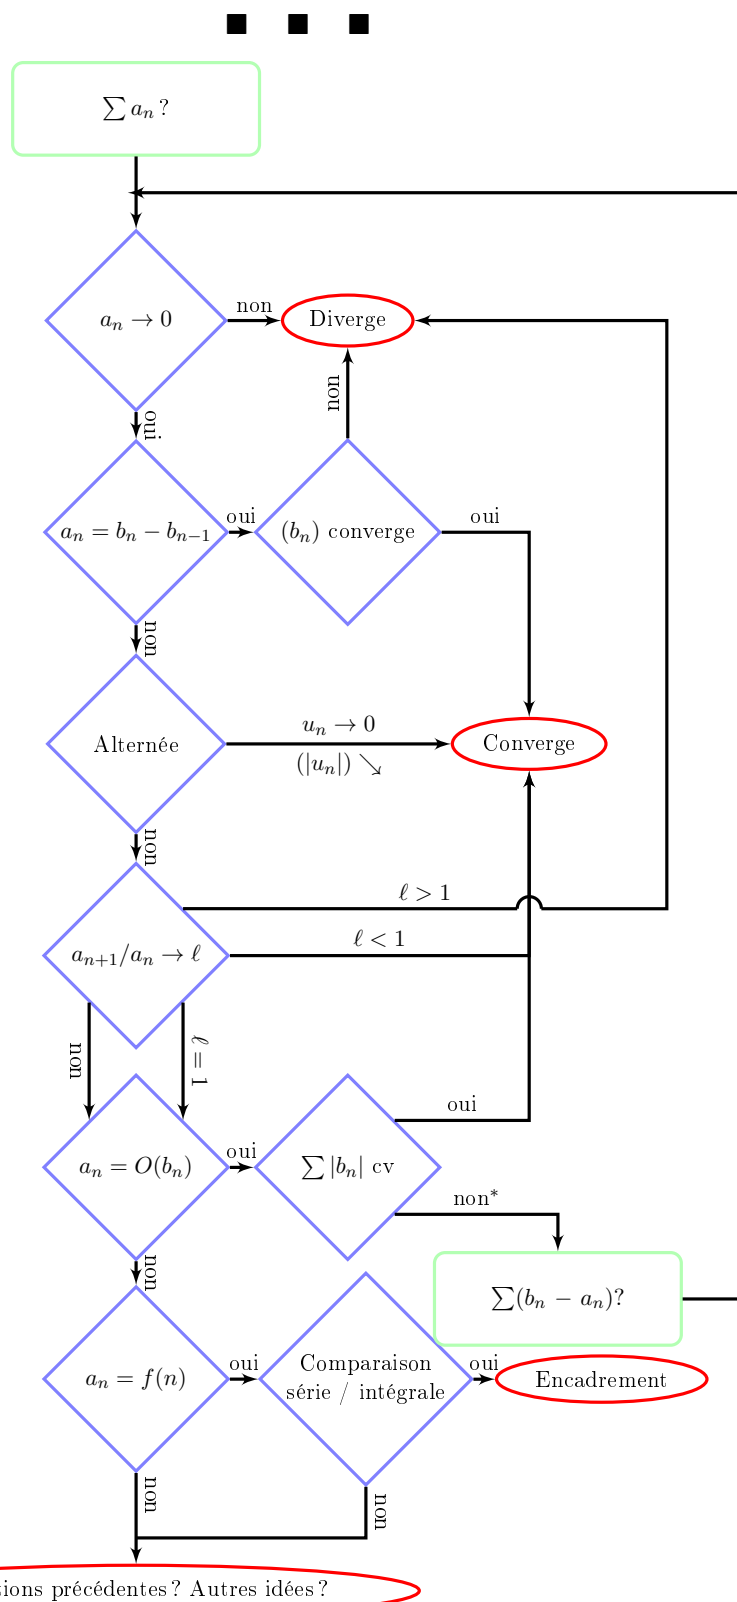 ∑ aₙ ?
aₙ → 0
non
Diverge
non
oui
aₙ = bₙ − bₙ₋₁
oui
(bₙ) converge
oui
non
Alternée
uₙ → 0
(|uₙ|) ↘
Converge
non
ℓ > 1
aₙ₊₁/aₙ → ℓ
ℓ < 1
non
ℓ = 1
oui
aₙ = O(bₙ)
oui
∑ |bₙ| cv
non*
non
∑(bₙ − aₙ)?
aₙ = f(n)
oui
Comparaison
série / intégrale
oui
Encadrement
non
non
précédentes ? Autres idées ?